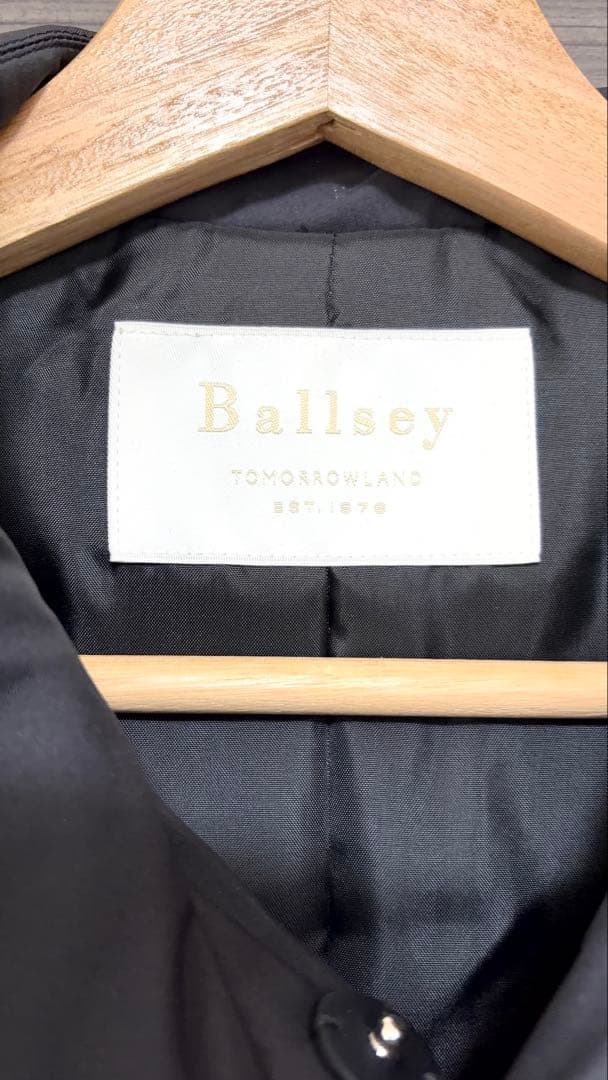 Ballsey
TOMORROWLAND
EST. 1978